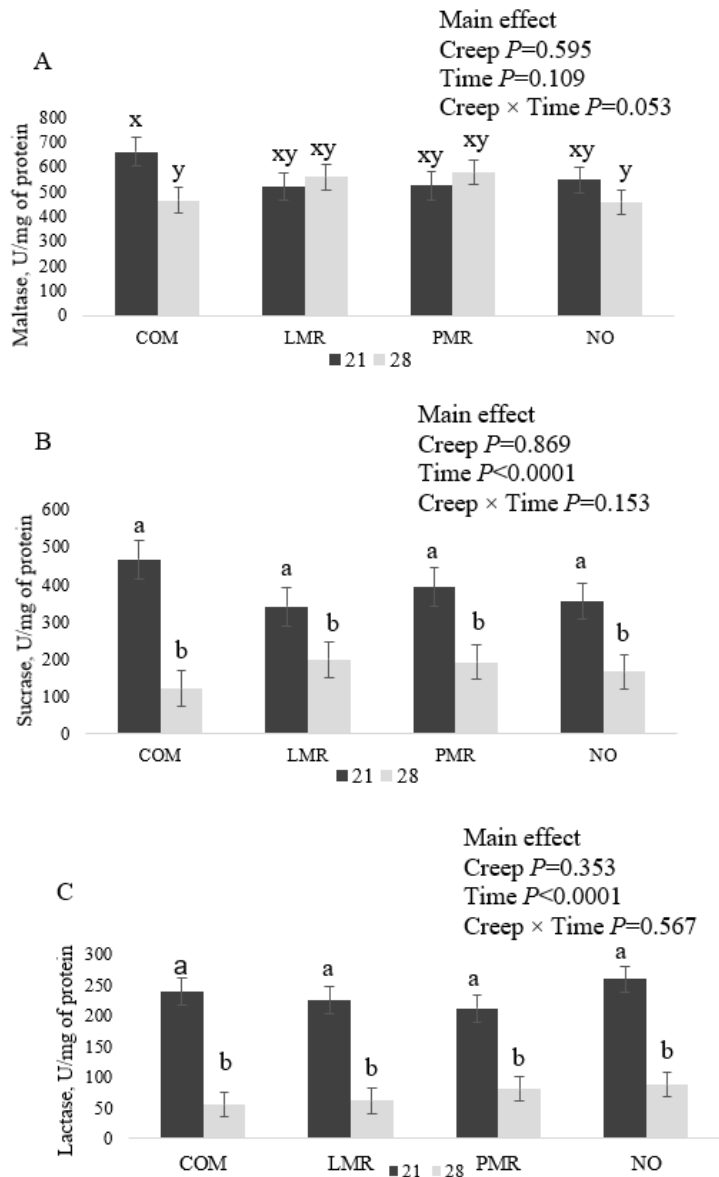 Main effect
Creep P=0.595
Time P=0.109
Creep × Time P=0.053
A
Maltase, U/mg of protein
800
700
600
500
400
300
200
100
0
x
y
xy
xy
xy
xy
xy
y
COM
LMR
PMR
NO
21
28
Main effect
Creep P=0.869
Time P<0.0001
Creep × Time P=0.153
B
Sucrase, U/mg of protein
600
500
400
300
200
100
0
a
b
a
b
a
b
a
b
COM
LMR
PMR
NO
21
28
Main effect
Creep P=0.353
Time P<0.0001
Creep × Time P=0.567
C
Lactase, U/mg of protein
300
250
200
150
100
50
0
a
b
a
b
a
b
a
b
COM
LMR
PMR
NO
21
28